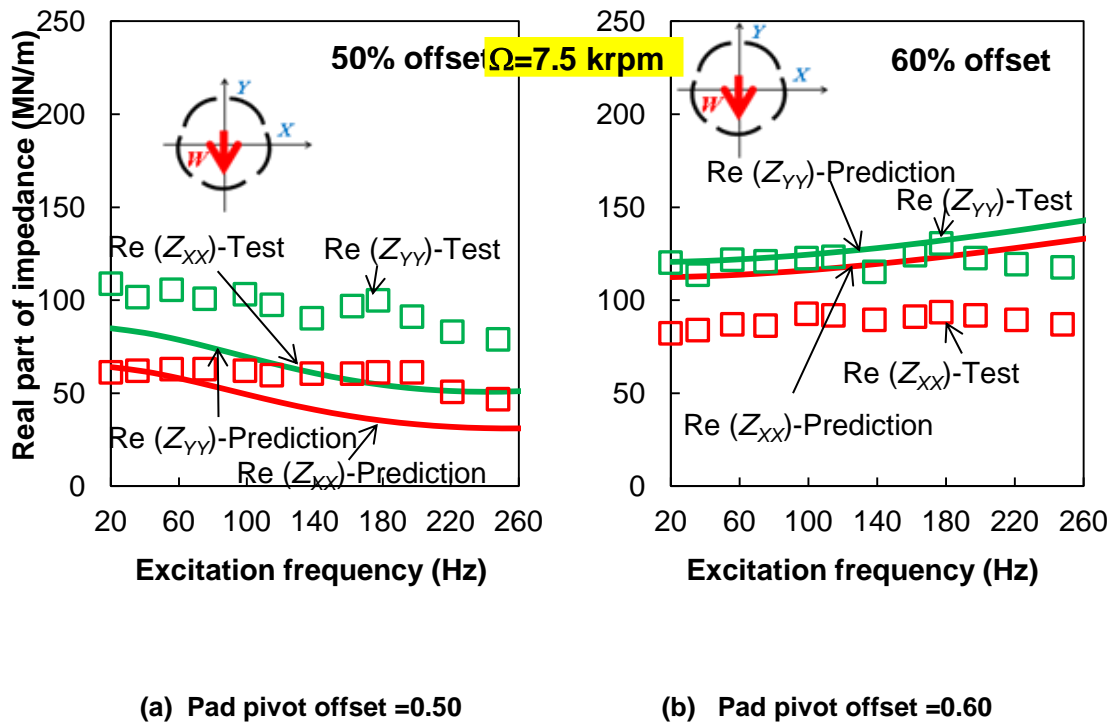 50% offset
Ω=7.5 krpm
60% offset
Real part of impedance (MN/m)
250
200
150
100
50
0
Y
X
W
Re (ZXX)-Test
Re (ZYY)-Test
Re (ZYY)-Prediction
Re (ZXX)-Prediction
20 60 100 140 180 220 260
Excitation frequency (Hz)
250
200
150
100
50
0
Y
X
W
Re (ZYY)-Prediction
Re (ZYY)-Test
Re (ZXX)-Test
Re (ZXX)-Prediction
20 60 100 140 180 220 260
Excitation frequency (Hz)
(a) Pad pivot offset =0.50
(b) Pad pivot offset =0.60